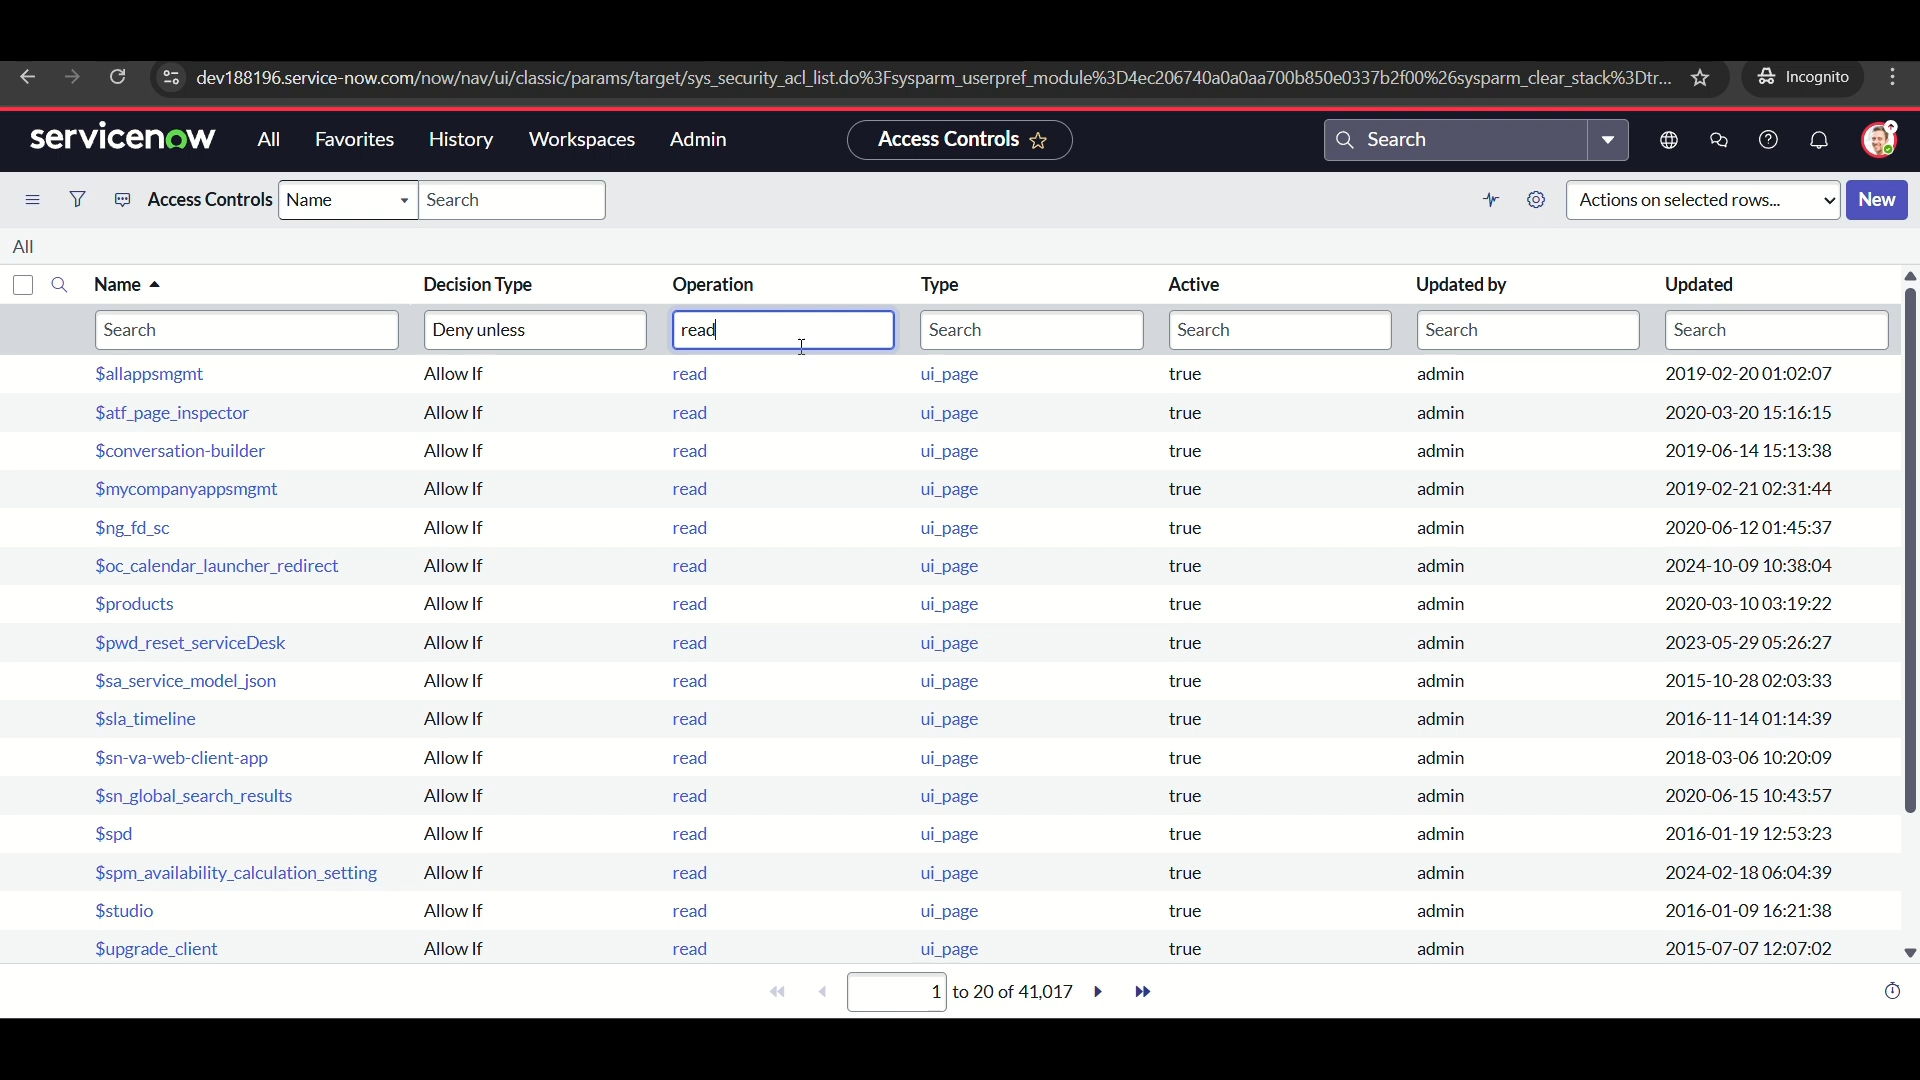 dev188196.service-now.com/now/nav/ui/classic/params/target/sys_security_acl_list.do%3Fsysparm_userpref_module%3D4ec206740a0a0aa700b850e0337b2f00%26sysparm_clear_stack%3Dtr... Incognito
servicenow All Favorites History Workspaces Admin Access Controls Search
Access Controls Name Search Actions on selected rows... New
All
Name Decision Type Operation Type Active Updated by Updated
Search Deny unless read Search Search Search Search
$allappsmgmt Allow If read ui_page true admin 2019-02-20 01:02:07
$atf_page_inspector Allow If read ui_page true admin 2020-03-20 15:16:15
$conversation-builder Allow If read ui_page true admin 2019-06-14 15:13:38
$mycompanyappsmgmt Allow If read ui_page true admin 2019-02-21 02:31:44
$ng_fd_sc Allow If read ui_page true admin 2020-06-12 01:45:37
$oc_calendar_launcher_redirect Allow If read ui_page true admin 2024-10-09 10:38:04
$products Allow If read ui_page true admin 2020-03-10 03:19:22
$pwd_reset_serviceDesk Allow If read ui_page true admin 2023-05-29 05:26:27
$sa_service_model_json Allow If read ui_page true admin 2015-10-28 02:03:33
$sla_timeline Allow If read ui_page true admin 2016-11-14 01:14:39
$sn-va-web-client-app Allow If read ui_page true admin 2018-03-06 10:20:09
$sn_global_search_results Allow If read ui_page true admin 2020-06-15 10:43:57
$spd Allow If read ui_page true admin 2016-01-19 12:53:23
$spm_availability_calculation_setting Allow If read ui_page true admin 2024-02-18 06:04:39
$studio Allow If read ui_page true admin 2016-01-09 16:21:38
$upgrade_client Allow If read ui_page true admin 2015-07-07 12:07:02
1 to 20 of 41,017